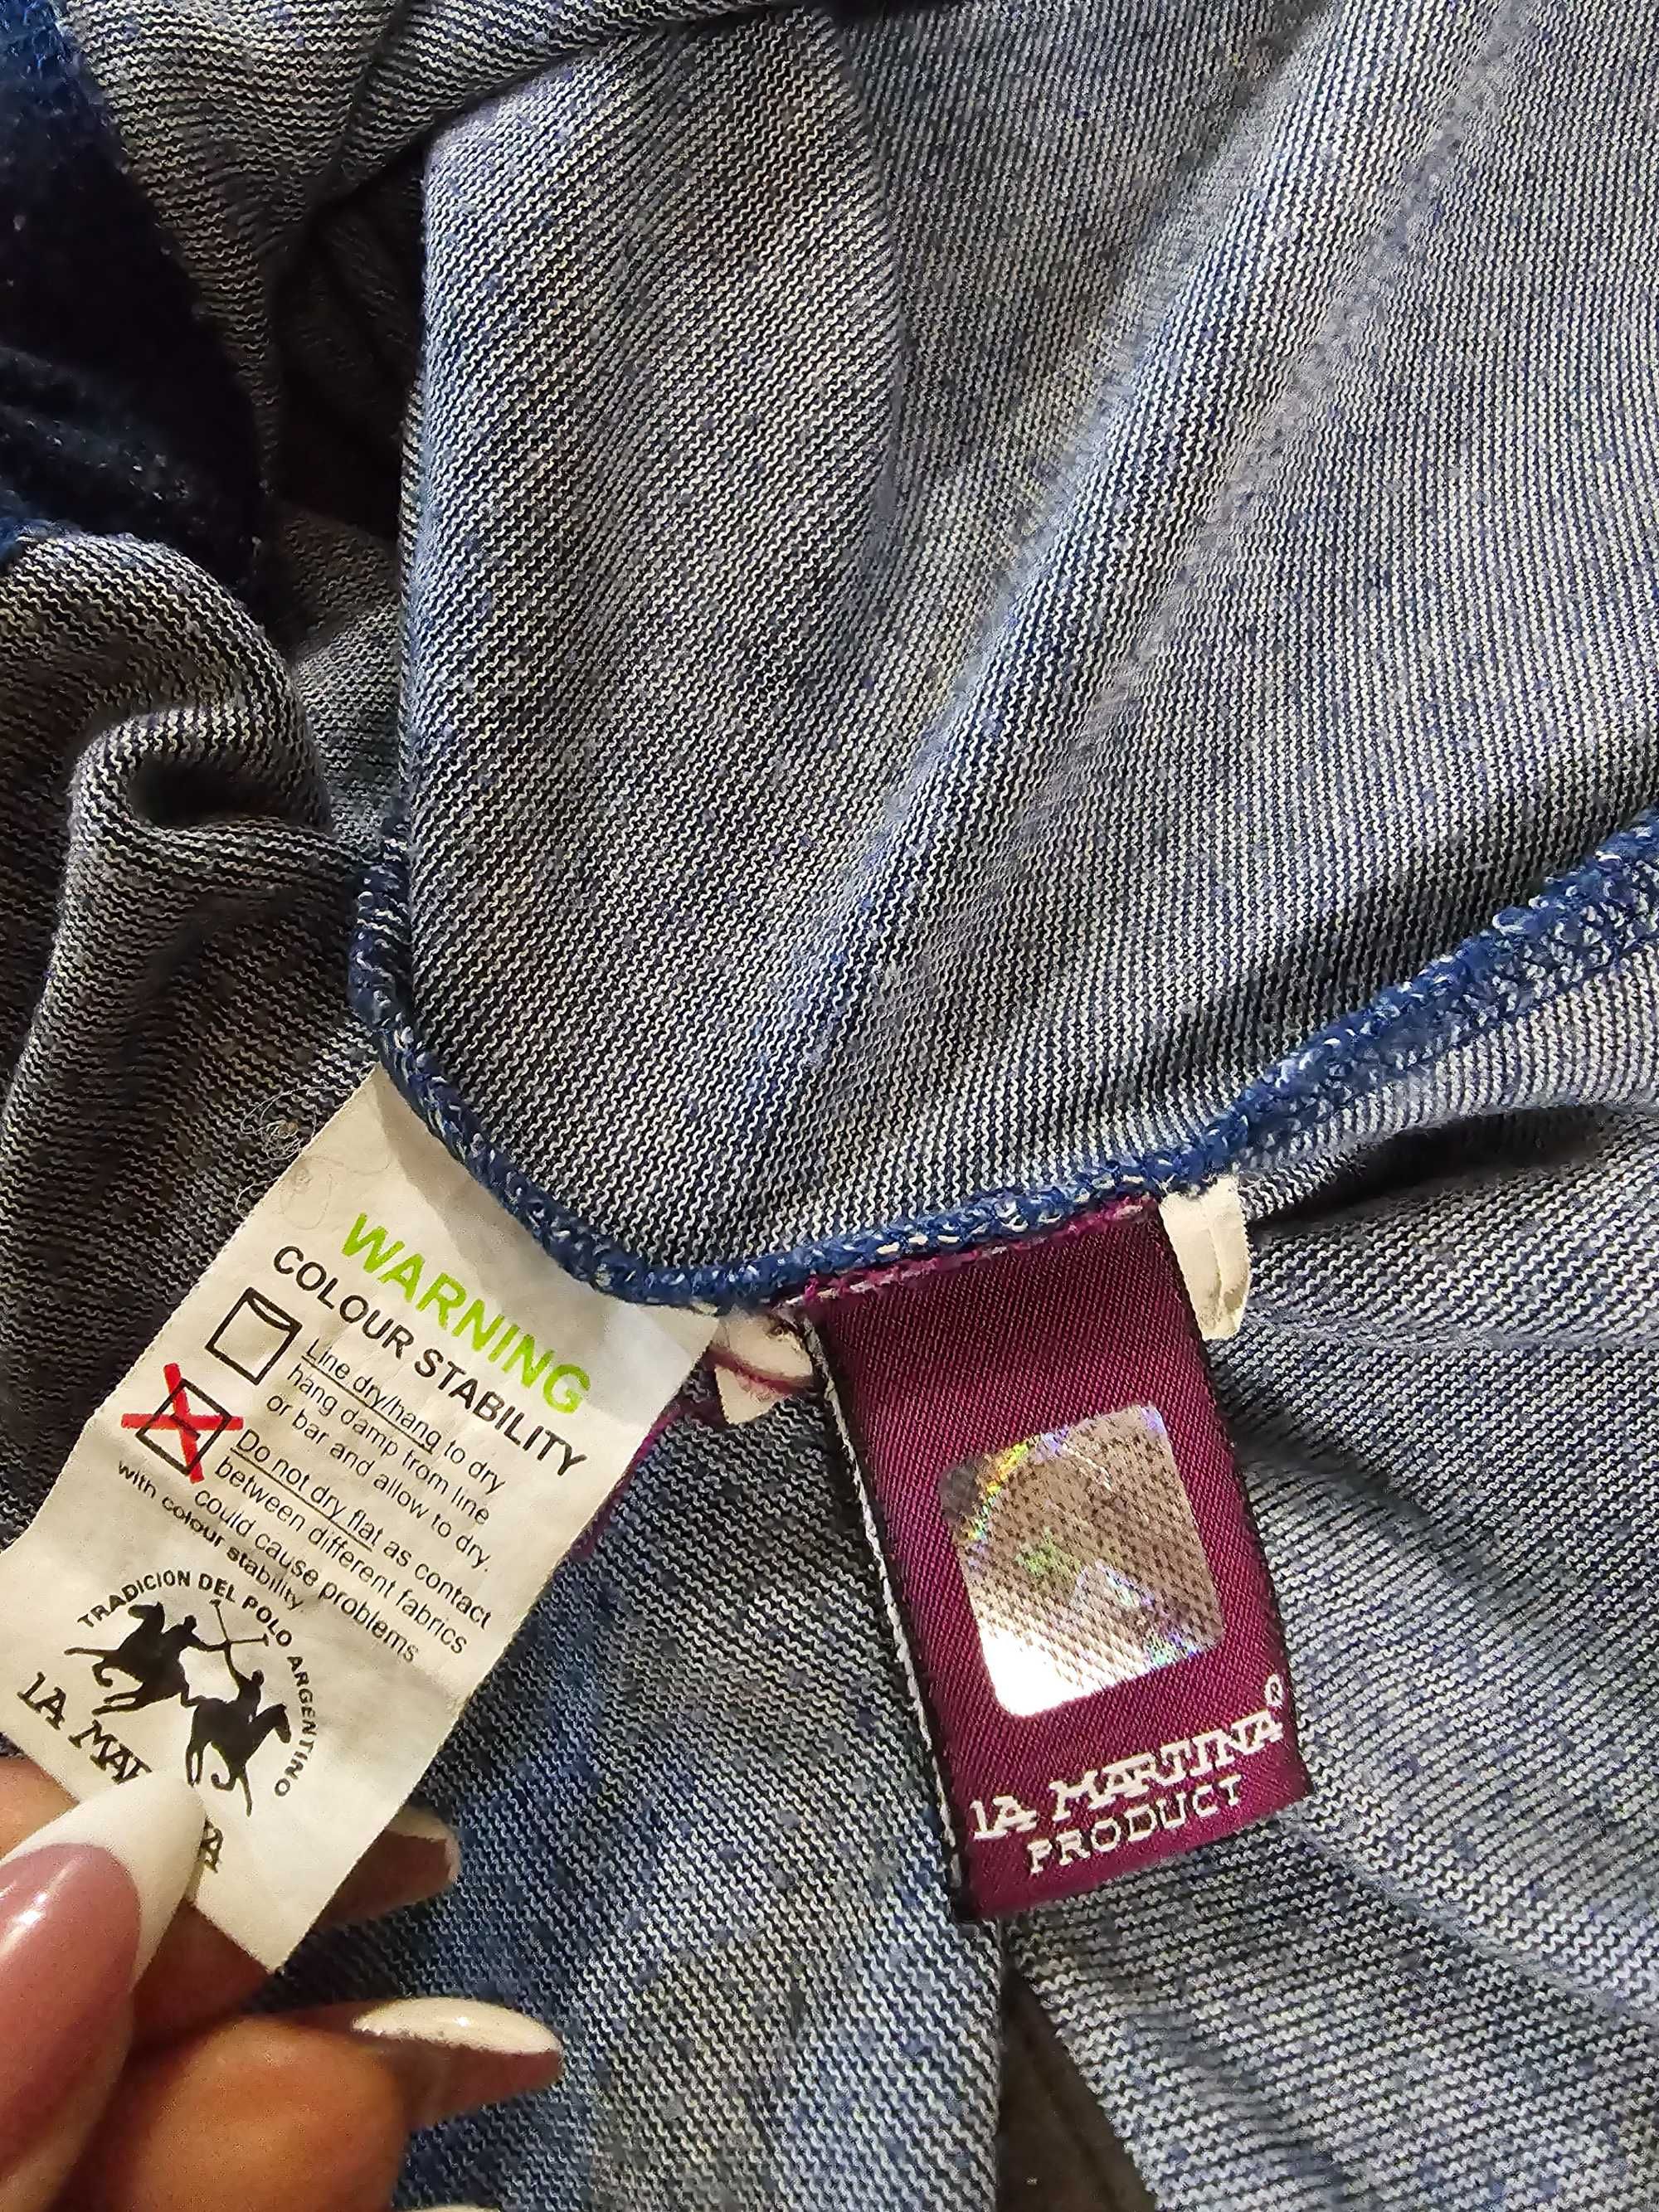 WARNING
COLOUR STABILITY
Line dry/hang to dry
hang damp from line
or bar and allow to dry.
Do not dry flat as contact
between different fabrics
could cause problems
with colour stability.
TRADICION DEL POLO ARGENTINO
LA MA
A
LA MARTINA®
PRODUCT